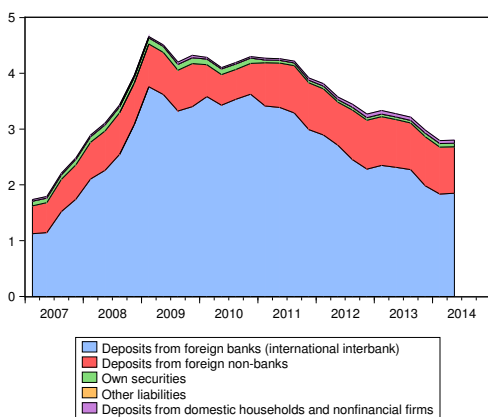 5
4
3
2
1
0
2007 2008 2009 2010 2011 2012 2013 2014
Deposits from foreign banks (international interbank)
Deposits from foreign non-banks
Own securities
Other liabilities
Deposits from domestic households and nonfinancial firms